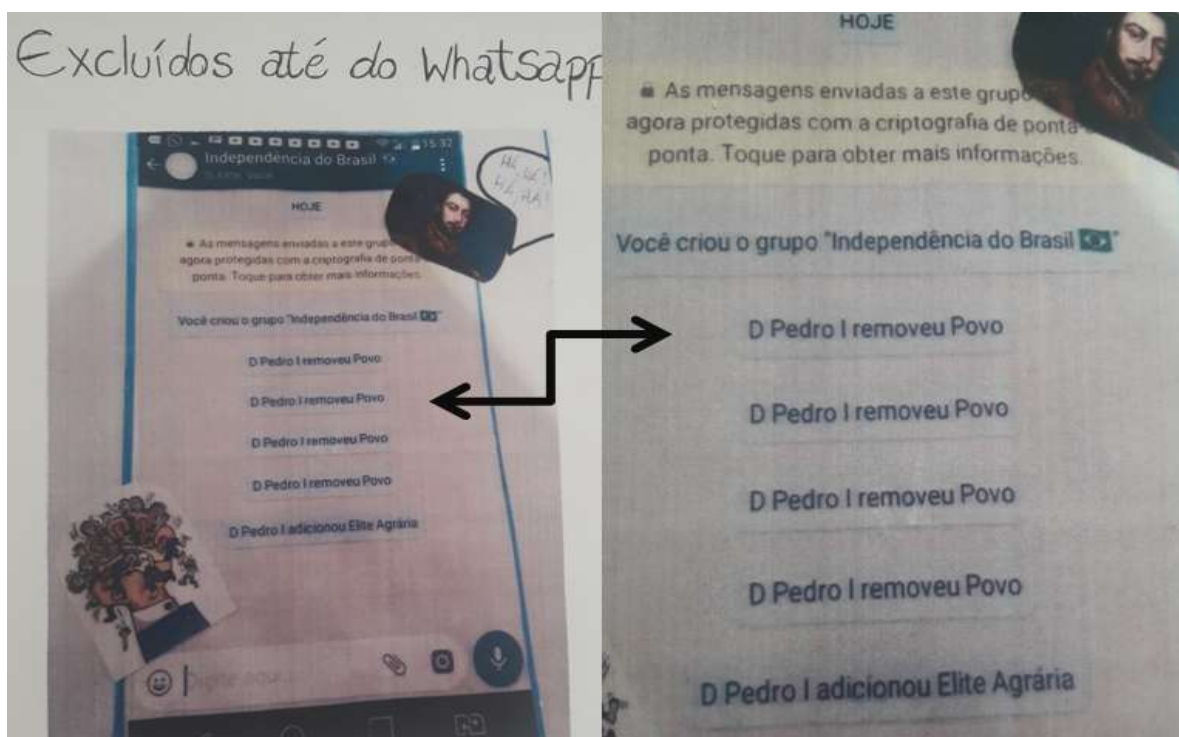 Excluídos até do Whatsapp
15:32
Independência do Brasil
HOJE
As mensagens enviadas a este grupo
agora protegidas com a criptografia de ponta
ponta. Toque para obter mais informações.
Você criou o grupo "Independência do Brasil 🇧🇷"
D Pedro I removeu Povo
D Pedro I removeu Povo
D Pedro I removeu Povo
D Pedro I removeu Povo
D Pedro I adicionou Elite Agrária
Digite aqui...
HOJE
As mensagens enviadas a este grupo
agora protegidas com a criptografia de ponta
ponta. Toque para obter mais informações.
Você criou o grupo "Independência do Brasil 🇧🇷"
D Pedro I removeu Povo
D Pedro I removeu Povo
D Pedro I removeu Povo
D Pedro I removeu Povo
D Pedro I adicionou Elite Agrária